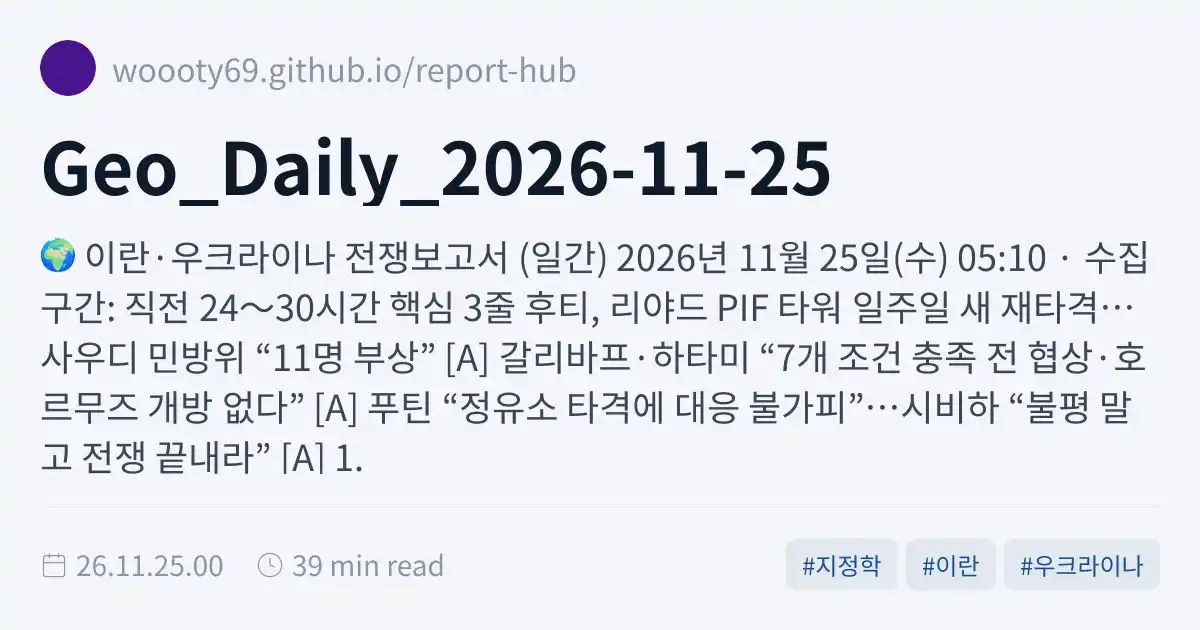 woooty69.github.io/report-hub
Geo_Daily_2026-11-25
🌍 이란·우크라이나 전쟁보고서 (일간) 2026년 11월 25일(수) 05:10 · 수집
구간: 직전 24～30시간 핵심 3줄 후티, 리야드 PIF 타워 일주일 새 재타격…
사우디 민방위 “11명 부상” [A] 갈리바프·하타미 “7개 조건 충족 전 협상·호
르무즈 개방 없다” [A] 푸틴 “정유소 타격에 대응 불가피”…시비하 “불평 말
고 전쟁 끝내라” [A] 1.
26.11.25.00 39 min read #지정학 #이란 #우크라이나